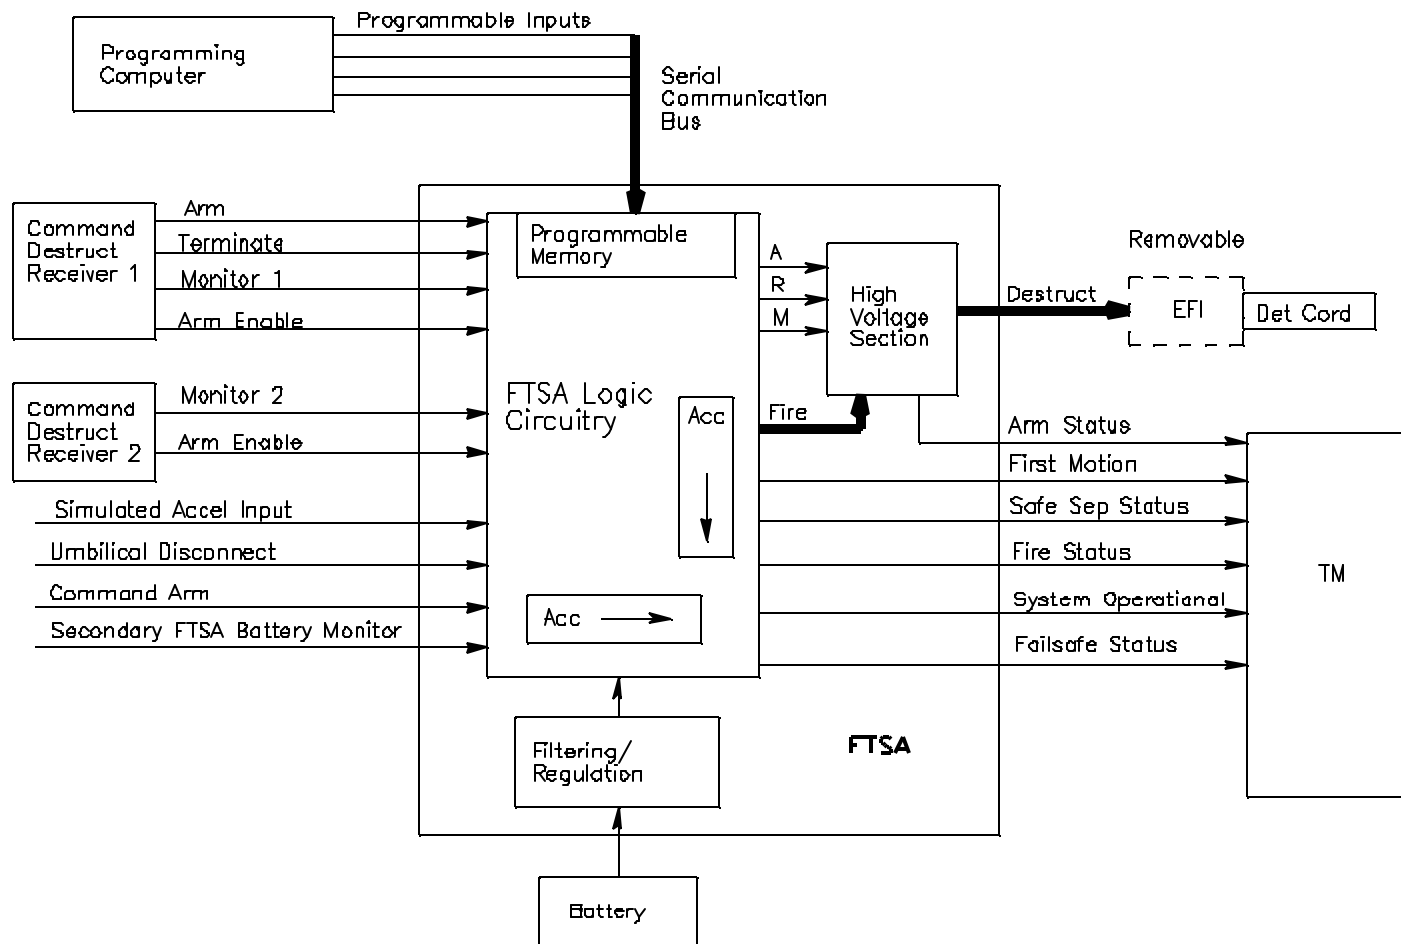 Programmable Inputs
Programming
Computer
Serial
Communication
Bus
Command
Destruct
Receiver 1
Arm
Terminate
Monitor 1
Arm Enable
Programmable
Memory
A
R
M
High
Voltage
Section
Destruct
Removable
EFI
Det Cord
Command
Destruct
Receiver 2
Monitor 2
Arm Enable
FTSA Logic
Circuitry
Acc
Fire
Simulated Accel Input
Umbilical Disconnect
Command Arm
Secondary FTSA Battery Monitor
Acc
Arm Status
First Motion
Safe Sep Status
Fire Status
System Operational
Failsafe Status
TM
Filtering/
Regulation
FTSA
Battery